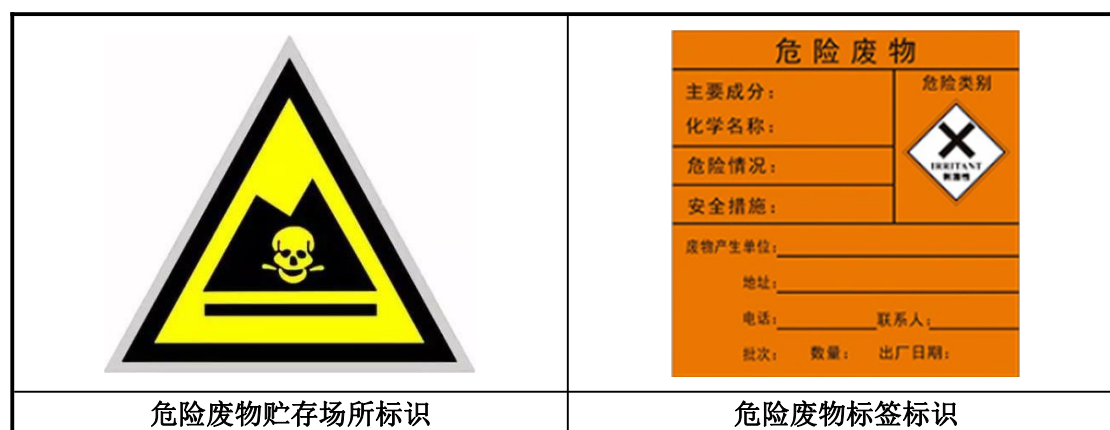 危险废物
主要成分：
危险类别
化学名称：
危险情况：
IRRITANT
刺激性
安全措施：
废物产生单位：
地址：
电话： 联系人：
批次： 数量： 出厂日期：
危险废物贮存场所标识
危险废物标签标识